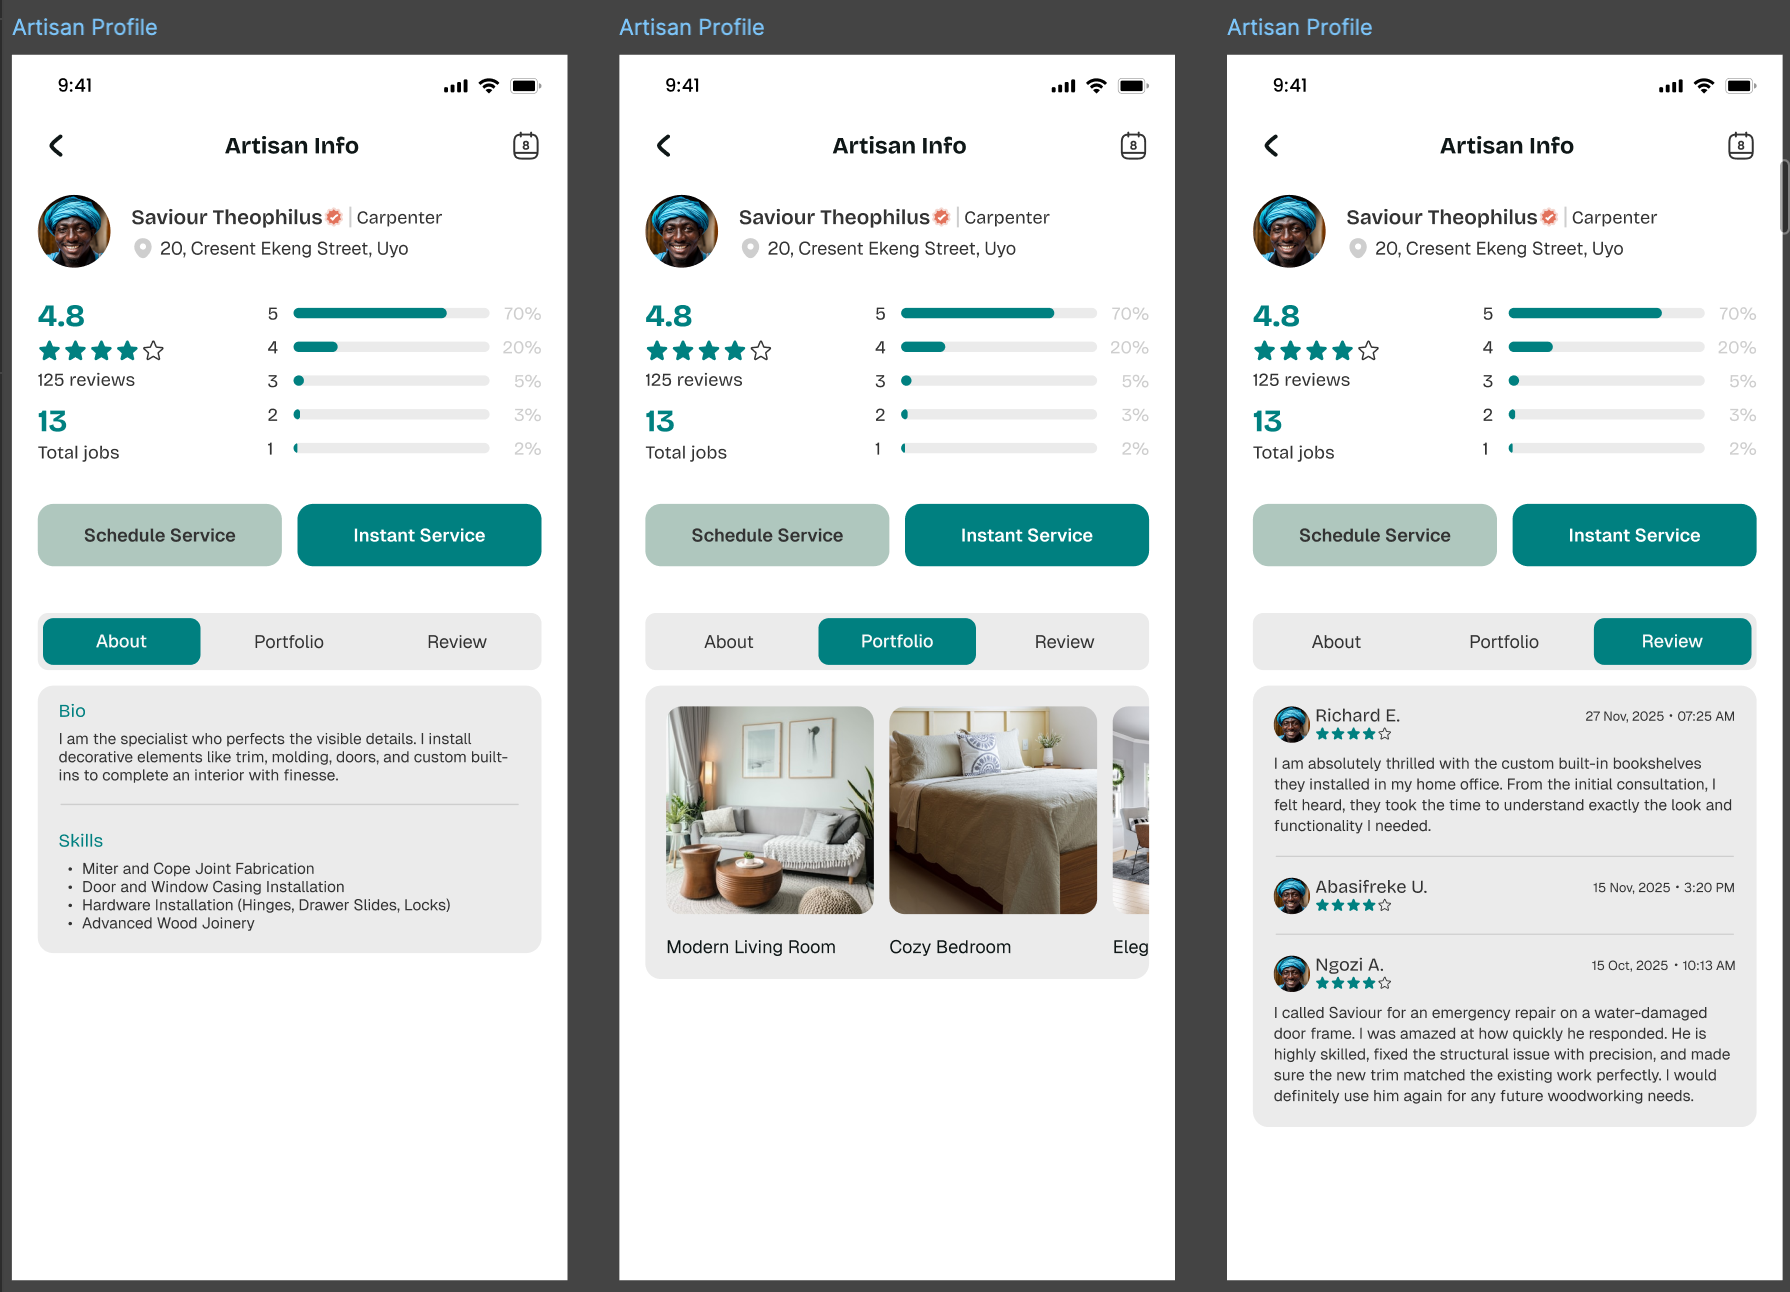 Artisan Profile
9:41
Artisan Info
8
Saviour Theophilus | Carpenter
20, Cresent Ekeng Street, Uyo
4.8
125 reviews
13
Total jobs
5 70%
4 20%
3 5%
2 3%
1 2%
Schedule Service
Instant Service
About
Portfolio
Review
Bio
I am the specialist who perfects the visible details. I install
decorative elements like trim, molding, doors, and custom built-
ins to complete an interior with finesse.
Skills
• Miter and Cope Joint Fabrication
• Door and Window Casing Installation
• Hardware Installation (Hinges, Drawer Slides, Locks)
• Advanced Wood Joinery
Artisan Profile
9:41
Artisan Info
8
Saviour Theophilus | Carpenter
20, Cresent Ekeng Street, Uyo
4.8
125 reviews
13
Total jobs
5 70%
4 20%
3 5%
2 3%
1 2%
Schedule Service
Instant Service
About
Portfolio
Review
Modern Living Room
Cozy Bedroom
Eleg
Artisan Profile
9:41
Artisan Info
8
Saviour Theophilus | Carpenter
20, Cresent Ekeng Street, Uyo
4.8
125 reviews
13
Total jobs
5 70%
4 20%
3 5%
2 3%
1 2%
Schedule Service
Instant Service
About
Portfolio
Review
Richard E.
27 Nov, 2025 • 07:25 AM
I am absolutely thrilled with the custom built-in bookshelves
they installed in my home office. From the initial consultation, I
felt heard, they took the time to understand exactly the look and
functionality I needed.
Abasifreke U.
15 Nov, 2025 • 3:20 PM
Ngozi A.
15 Oct, 2025 • 10:13 AM
I called Saviour for an emergency repair on a water-damaged
door frame. I was amazed at how quickly he responded. He is
highly skilled, fixed the structural issue with precision, and made
sure the new trim matched the existing work perfectly. I would
definitely use him again for any future woodworking needs.